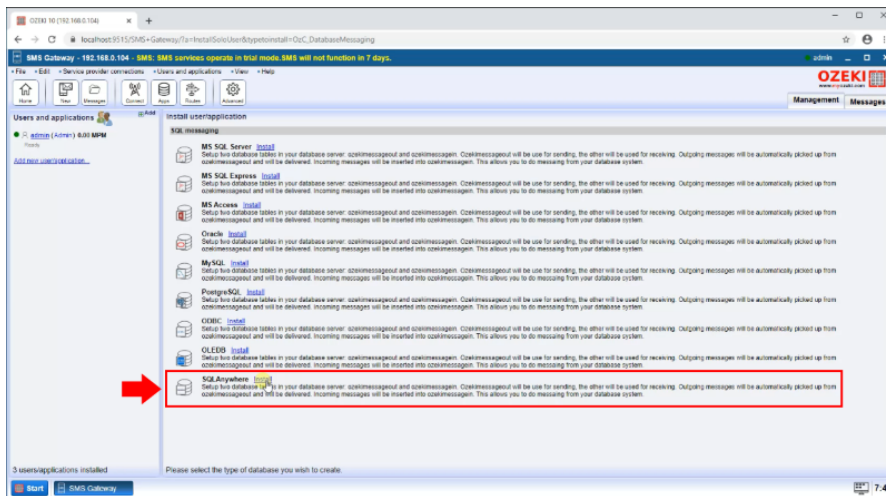 OZEKI 10 (192.168.0.104)
localhost:9515/SMS+Gateway/?a=InstallSoloUser&typetoinstall=OzC_DatabaseMessaging
SMS Gateway - 192.168.0.104 - SMS: SMS services operate in trial mode.SMS will not function in 7 days.
admin
File Edit Service provider connections Users and applications View Help
OZEKI
www.myozeki.com
Home New Messages Connect Apps Routes Advanced
Management Messages
Users and applications Add
admin (Admin) 0.00 MPM
Ready
Add new user/application...
Install user/application
SQL messaging
MS SQL Server Install
Setup two database tables in your database server: ozekimessageout and ozekimessagein. Ozekimessageout will be use for sending, the other will be used for receiving. Outgoing messages will be automatically picked up from
ozekimessageout and will be delivered. Incoming messages will be inserted into ozekimessagein. This allows you to do messaing from your database system.
MS SQL Express Install
Setup two database tables in your database server: ozekimessageout and ozekimessagein. Ozekimessageout will be use for sending, the other will be used for receiving. Outgoing messages will be automatically picked up from
ozekimessageout and will be delivered. Incoming messages will be inserted into ozekimessagein. This allows you to do messaing from your database system.
MS Access Install
Setup two database tables in your database server: ozekimessageout and ozekimessagein. Ozekimessageout will be use for sending, the other will be used for receiving. Outgoing messages will be automatically picked up from
ozekimessageout and will be delivered. Incoming messages will be inserted into ozekimessagein. This allows you to do messaing from your database system.
Oracle Install
Setup two database tables in your database server: ozekimessageout and ozekimessagein. Ozekimessageout will be use for sending, the other will be used for receiving. Outgoing messages will be automatically picked up from
ozekimessageout and will be delivered. Incoming messages will be inserted into ozekimessagein. This allows you to do messaing from your database system.
MySQL Install
Setup two database tables in your database server: ozekimessageout and ozekimessagein. Ozekimessageout will be use for sending, the other will be used for receiving. Outgoing messages will be automatically picked up from
ozekimessageout and will be delivered. Incoming messages will be inserted into ozekimessagein. This allows you to do messaing from your database system.
PostgreSQL Install
Setup two database tables in your database server: ozekimessageout and ozekimessagein. Ozekimessageout will be use for sending, the other will be used for receiving. Outgoing messages will be automatically picked up from
ozekimessageout and will be delivered. Incoming messages will be inserted into ozekimessagein. This allows you to do messaing from your database system.
ODBC Install
Setup two database tables in your database server: ozekimessageout and ozekimessagein. Ozekimessageout will be use for sending, the other will be used for receiving. Outgoing messages will be automatically picked up from
ozekimessageout and will be delivered. Incoming messages will be inserted into ozekimessagein. This allows you to do messaing from your database system.
OLEDB Install
Setup two database tables in your database server: ozekimessageout and ozekimessagein. Ozekimessageout will be use for sending, the other will be used for receiving. Outgoing messages will be automatically picked up from
ozekimessageout and will be delivered. Incoming messages will be inserted into ozekimessagein. This allows you to do messaing from your database system.
SQLAnywhere Install
Setup two database tables in your database server: ozekimessageout and ozekimessagein. Ozekimessageout will be use for sending, the other will be used for receiving. Outgoing messages will be automatically picked up from
ozekimessageout and will be delivered. Incoming messages will be inserted into ozekimessagein. This allows you to do messaing from your database system.
3 users/applications installed
Please select the type of database you wish to create.
Start SMS Gateway